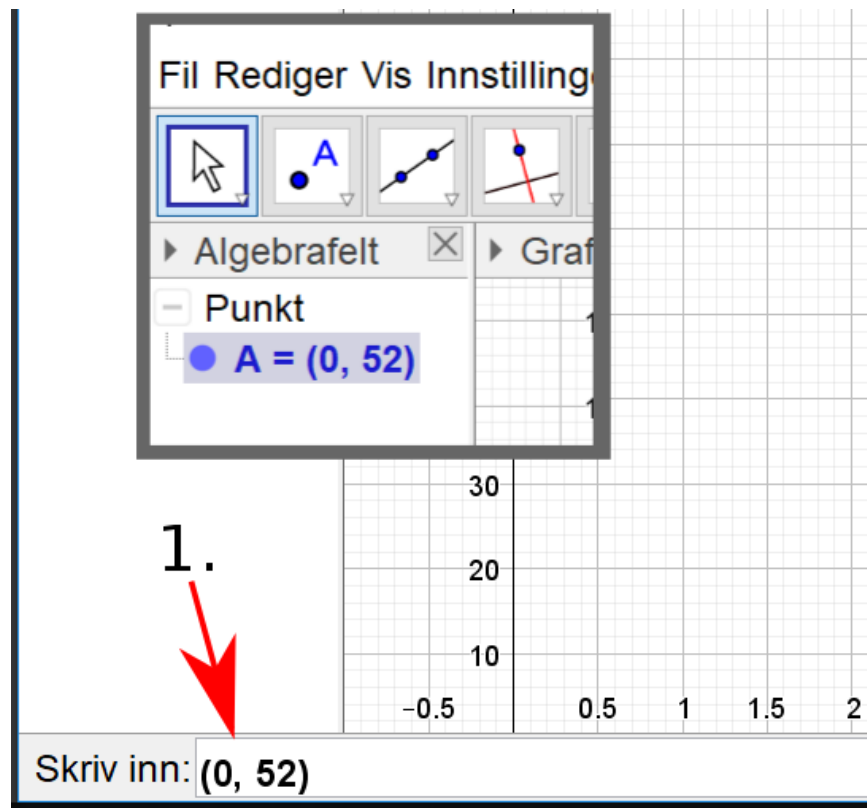 Fil Rediger Vis Innstillinge
A
Algebrafelt Graf
Punkt
A = (0, 52)
30
1.
20
10
−0.5 0.5 1 1.5 2
Skriv inn: (0, 52)